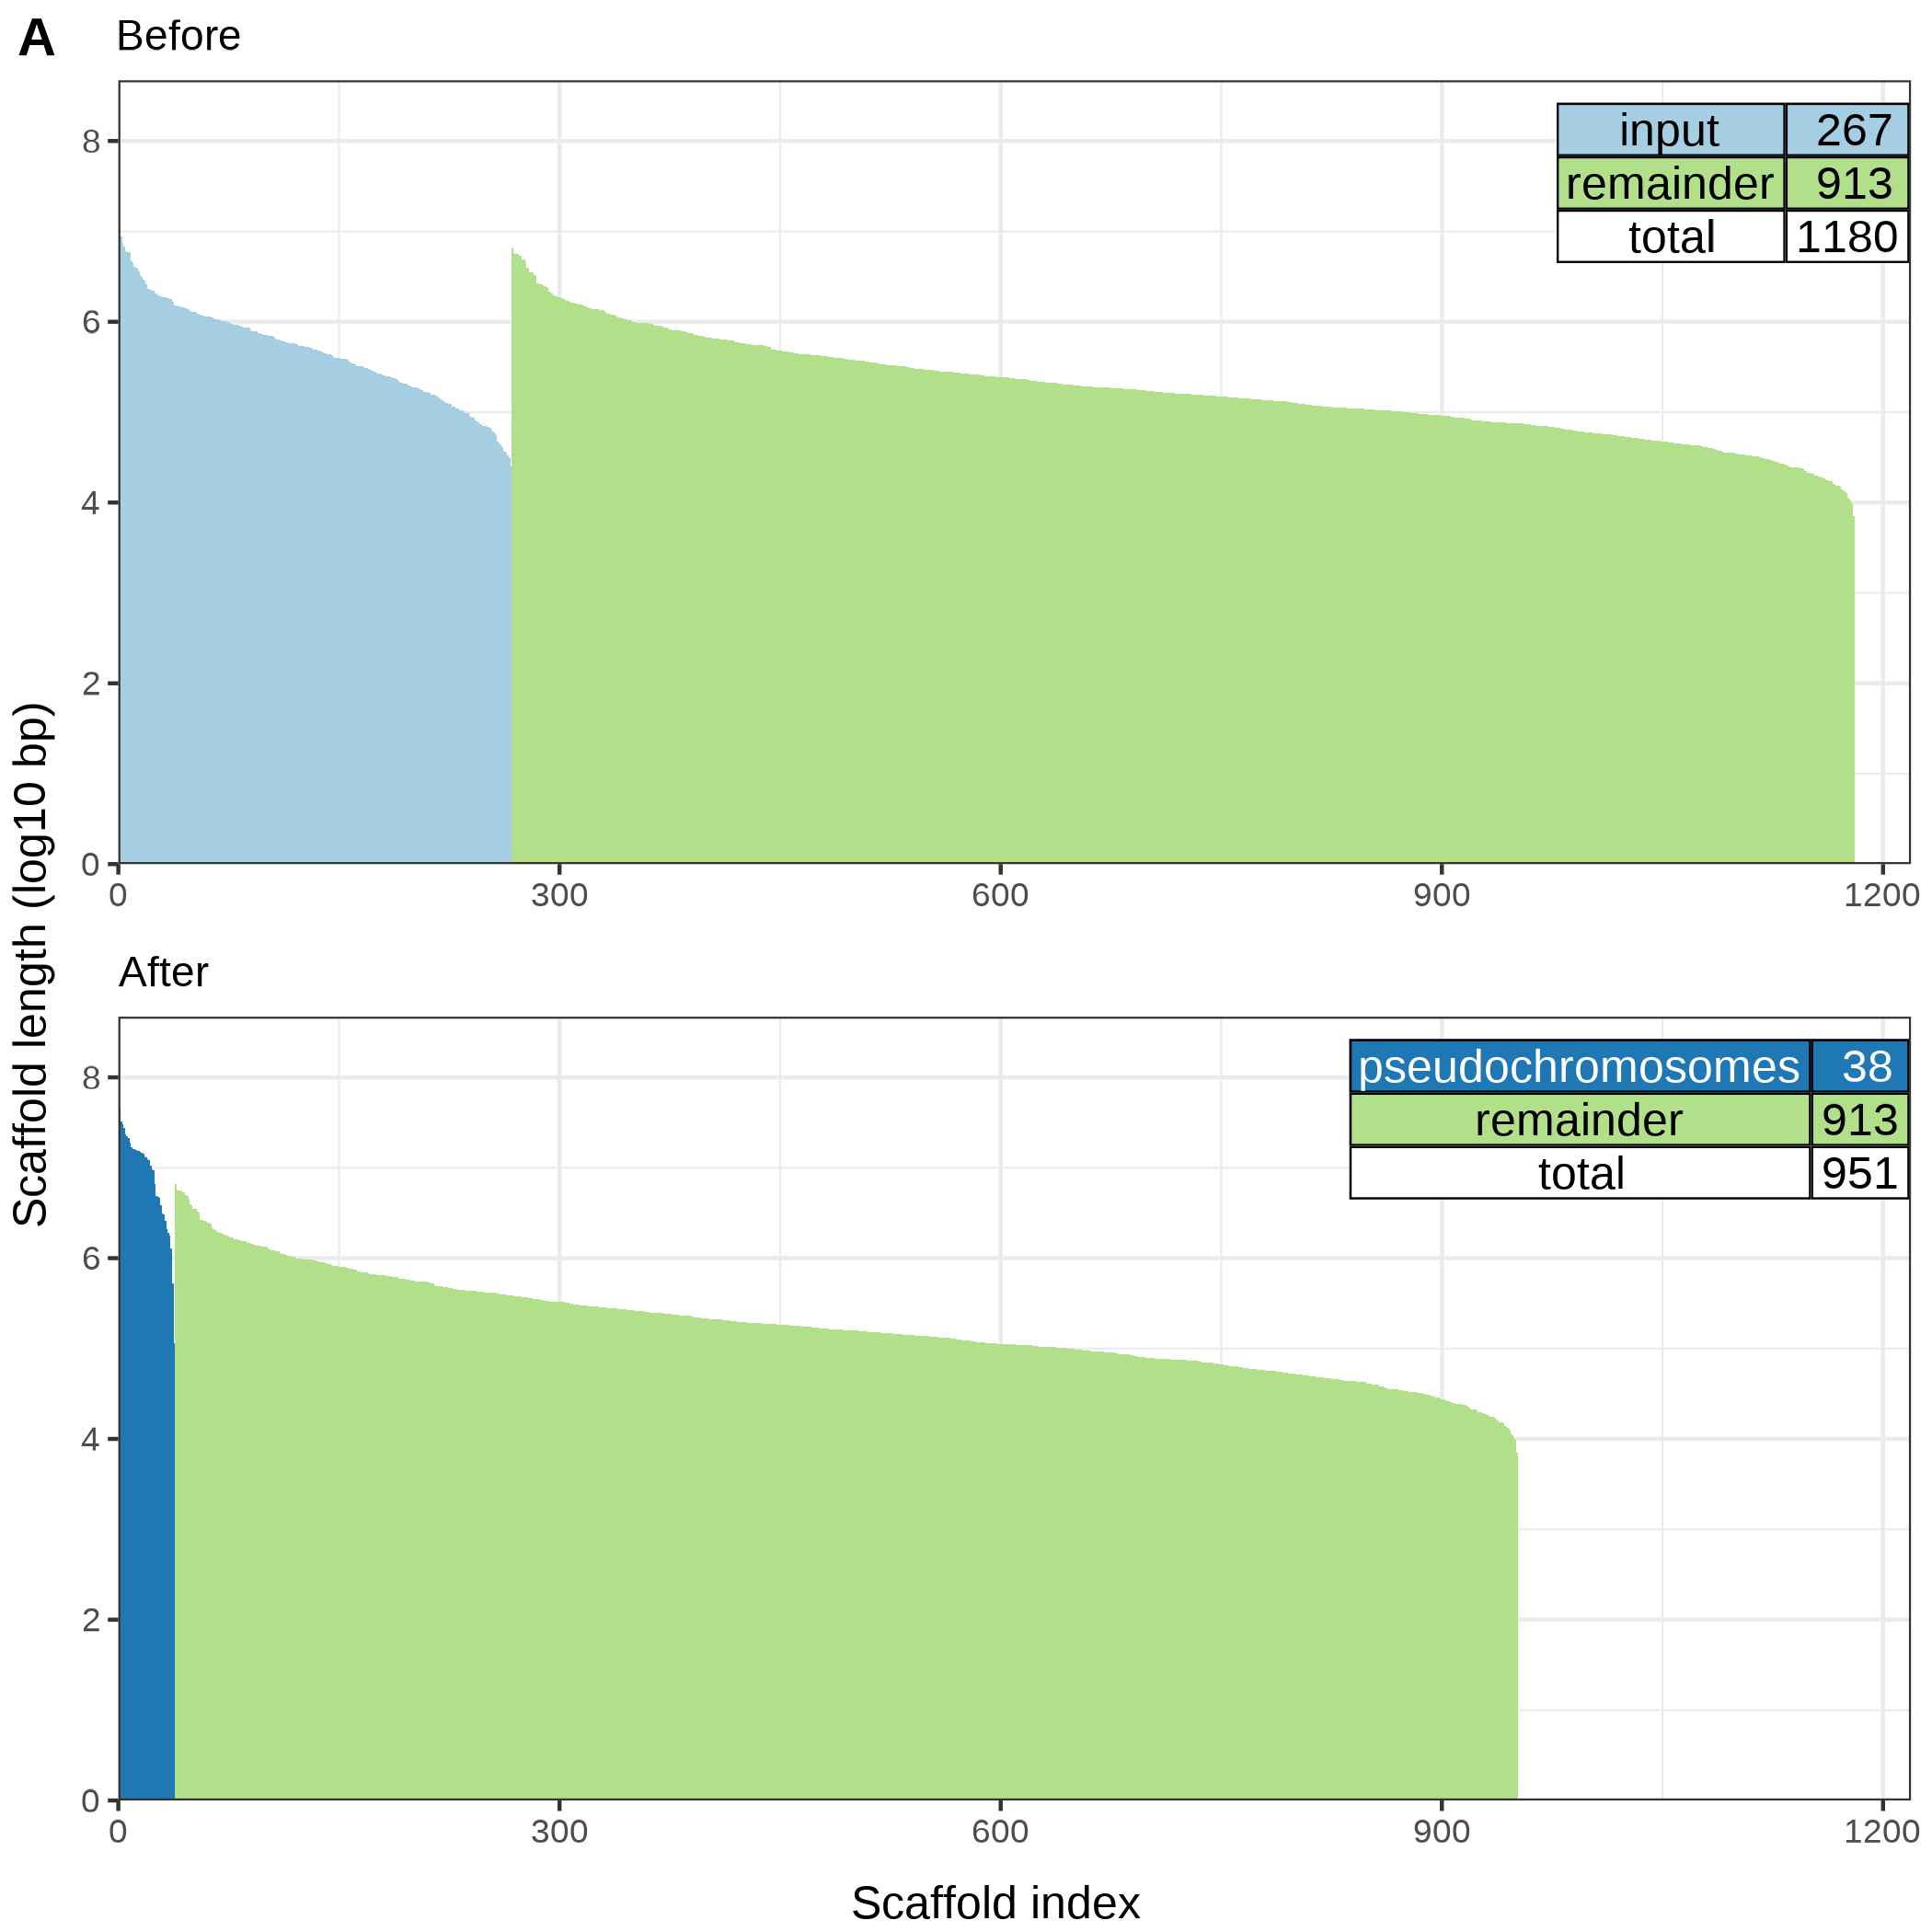 A
Before
Scaffold length (log10 bp)
8
6
4
2
0
0 300 600 900 1200
input 267
remainder 913
total 1180
After
8
6
4
2
0
0 300 600 900 1200
pseudochromosomes 38
remainder 913
total 951
Scaffold index